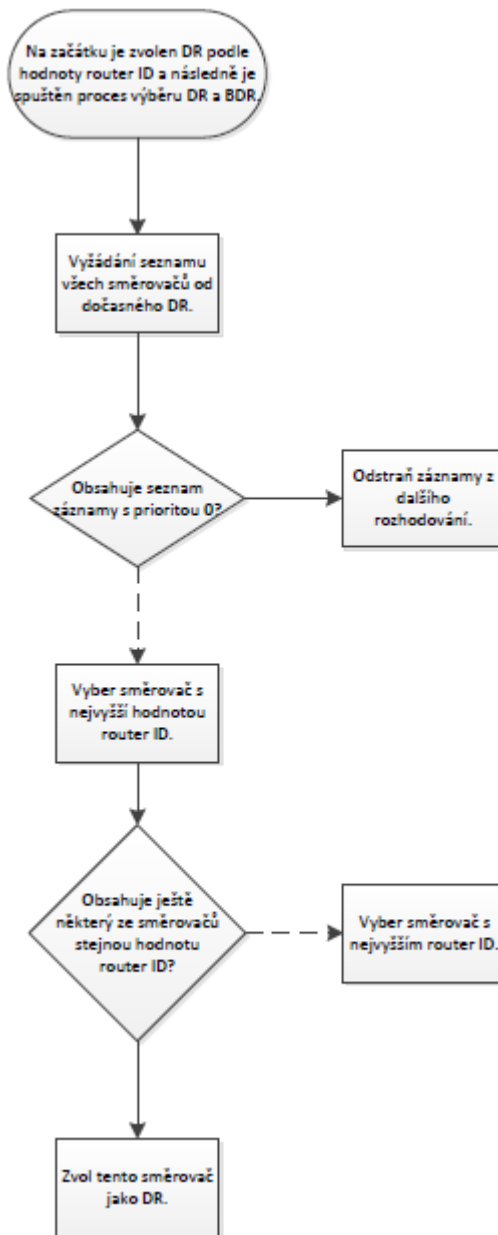 Na začátku je zvolen DR podle
hodnoty router ID a následně je
spuštěn proces výběru DR a BDR.
Vyžádání seznamu
všech směrovačů od
dočasného DR.
Obsahuje seznam
záznamy s prioritou 0?
Odstraň záznamy z
dalšího
rozhodování.
Vyber směrovač s
nejvyšší hodnotou
router ID.
Obsahuje ještě
některý ze směrovačů
stejnou hodnotu
router ID?
Vyber směrovač s
nejvyšším router ID.
Zvol tento směrovač
jako DR.